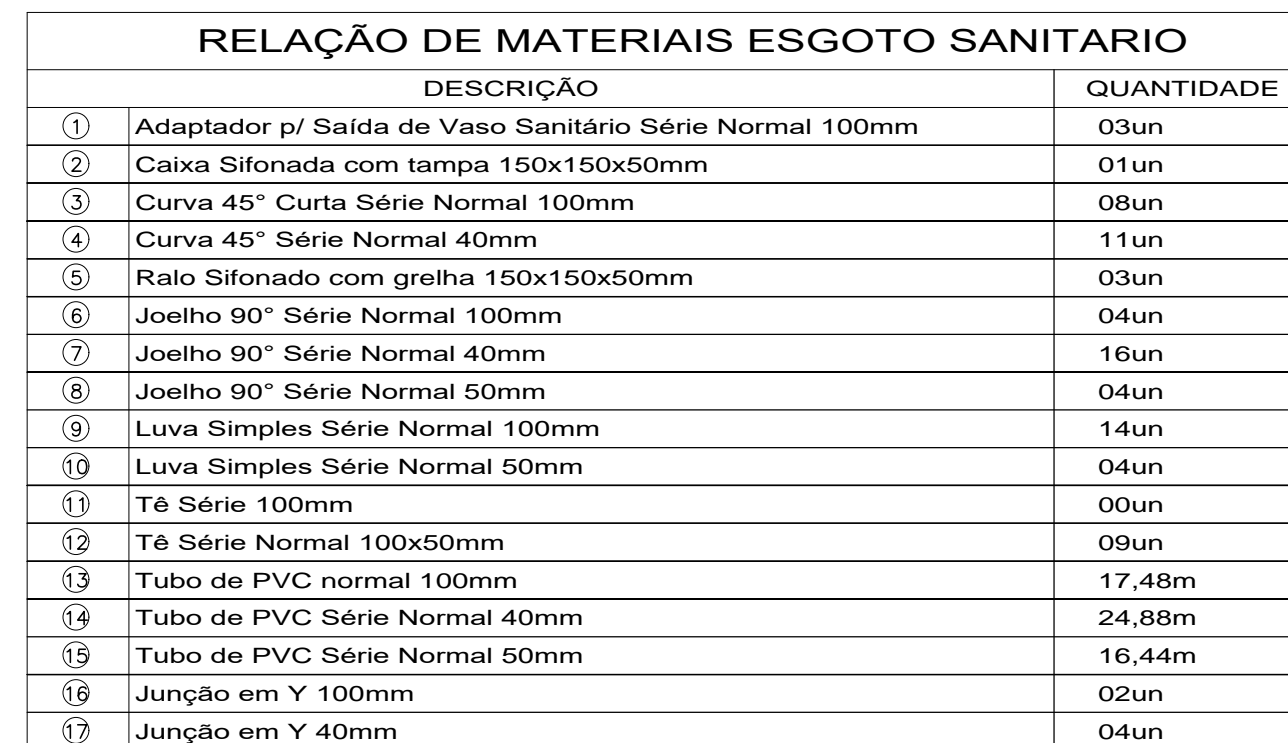 RELAÇÃO DE MATERIAIS ESGOTO SANITARIO
DESCRIÇÃO QUANTIDADE
1 Adaptador p/ Saída de Vaso Sanitário Série Normal 100mm 03un
2 Caixa Sifonada com tampa 150x150x50mm 01un
3 Curva 45° Curta Série Normal 100mm 08un
4 Curva 45° Série Normal 40mm 11un
5 Ralo Sifonado com grelha 150x150x50mm 03un
6 Joelho 90° Série Normal 100mm 04un
7 Joelho 90° Série Normal 40mm 16un
8 Joelho 90° Série Normal 50mm 04un
9 Luva Simples Série Normal 100mm 14un
10 Luva Simples Série Normal 50mm 04un
11 Tê Série 100mm 00un
12 Tê Série Normal 100x50mm 09un
13 Tubo de PVC normal 100mm 17,48m
14 Tubo de PVC Série Normal 40mm 24,88m
15 Tubo de PVC Série Normal 50mm 16,44m
16 Junção em Y 100mm 02un
17 Junção em Y 40mm 04un